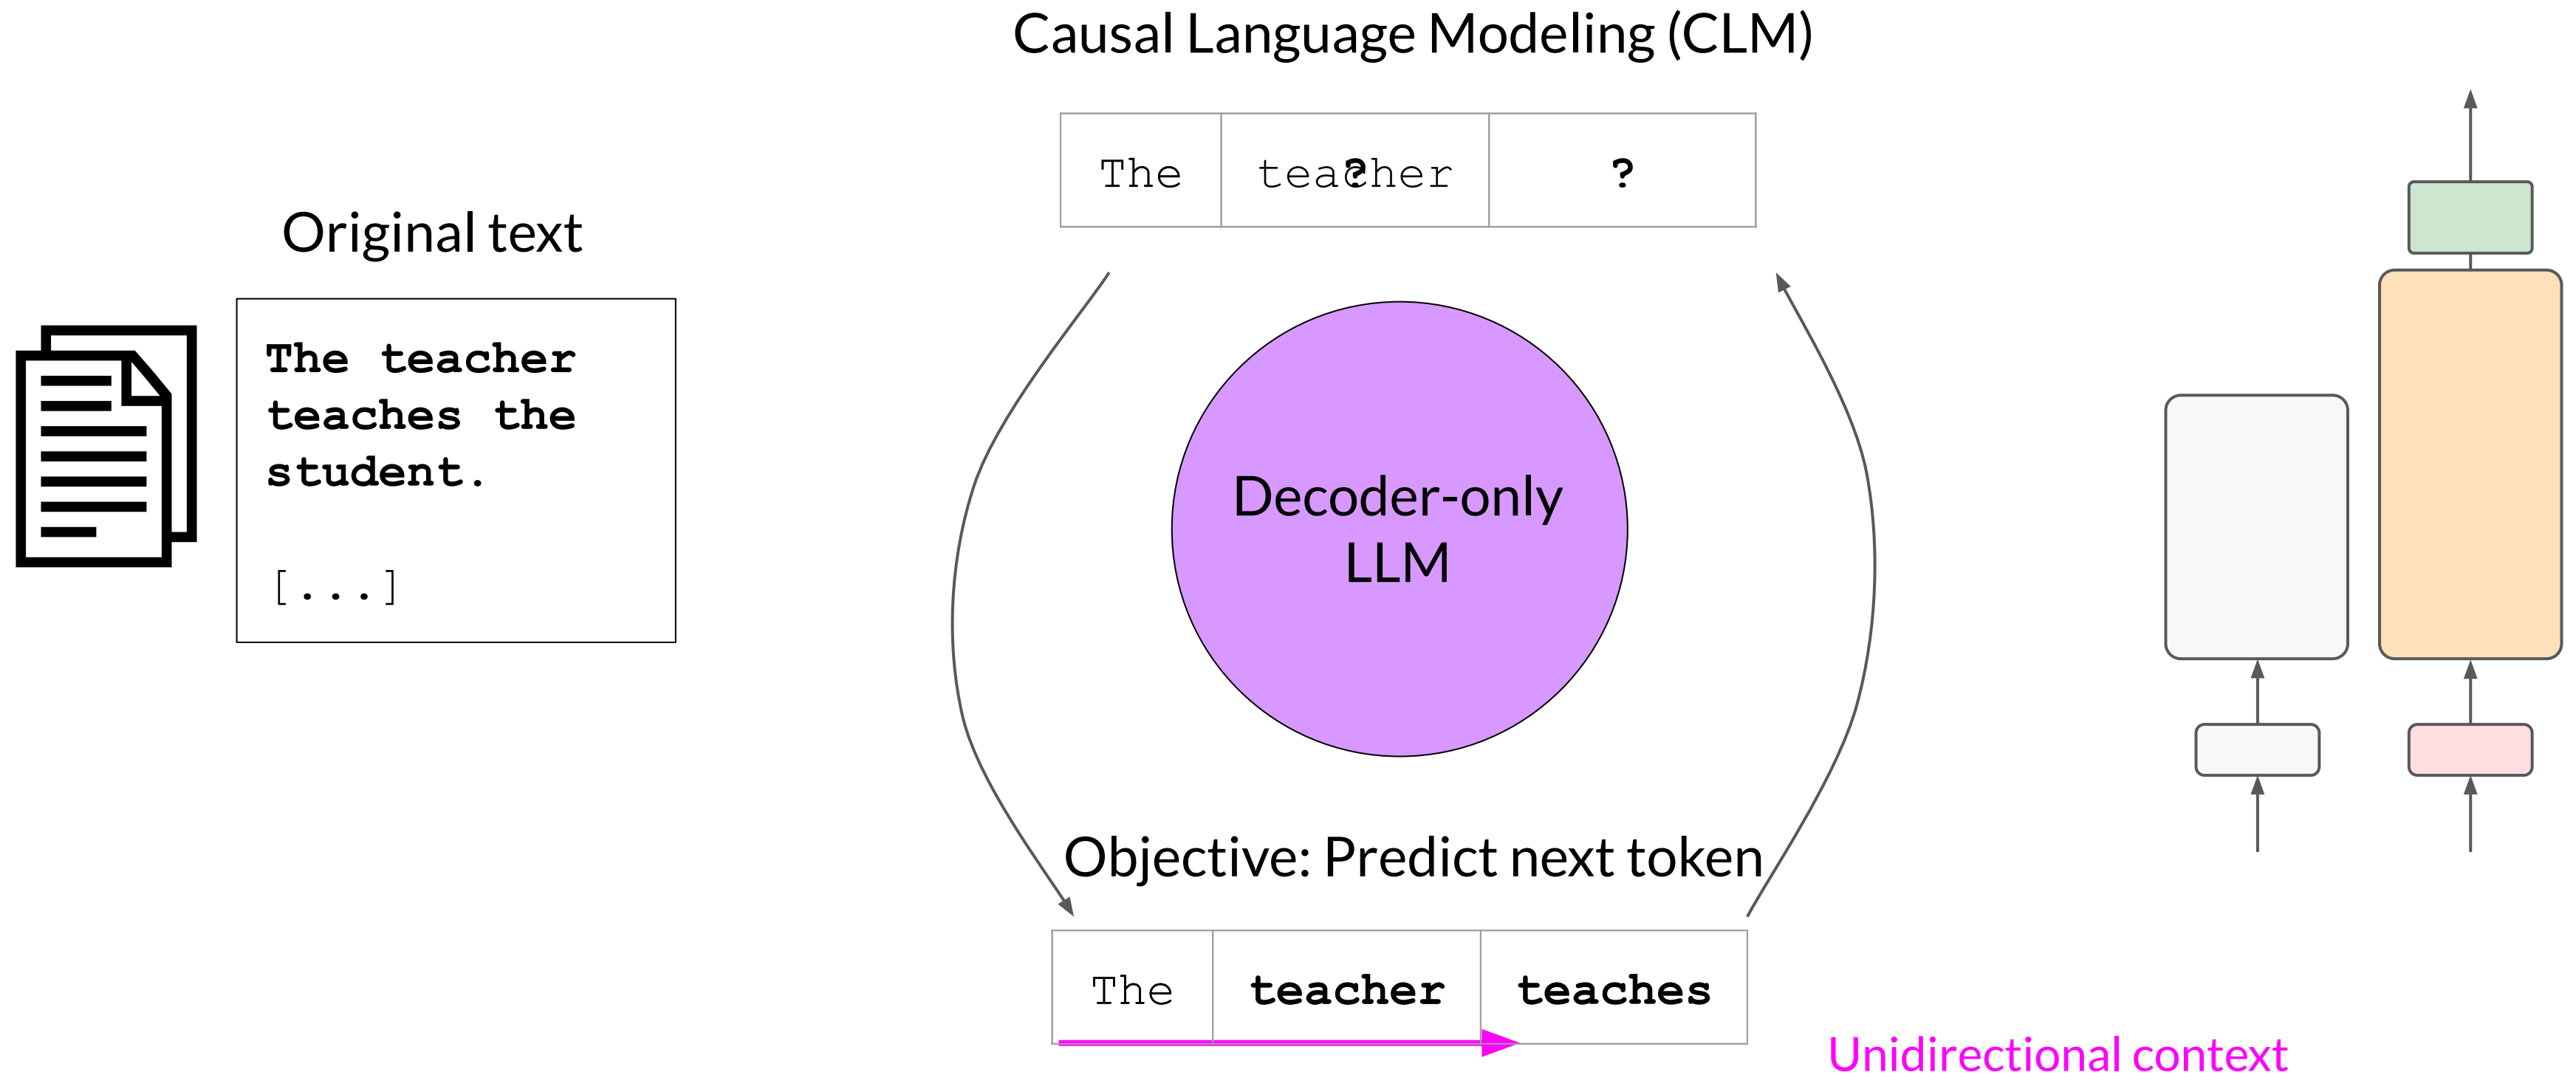 Causal Language Modeling (CLM)
The teacher ? ?
Original text
The teacher
teaches the
student.
[...]
Decoder-only
LLM
Objective: Predict next token
The teacher teaches
Unidirectional context